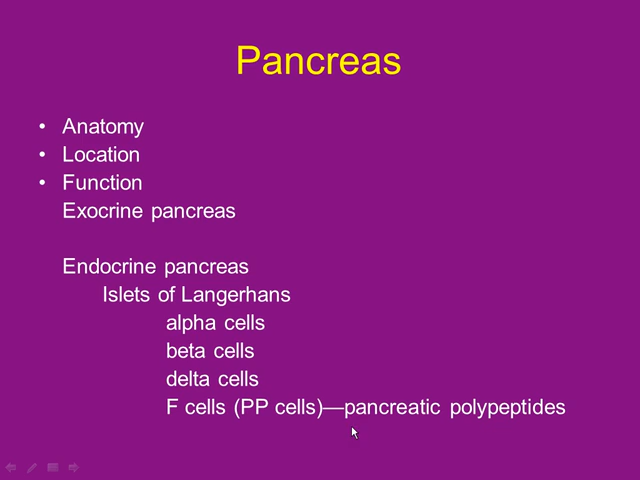 Pancreas
• Anatomy
• Location
• Function
Exocrine pancreas
Endocrine pancreas
Islets of Langerhans
alpha cells
beta cells
delta cells
F cells (PP cells)—pancreatic polypeptides